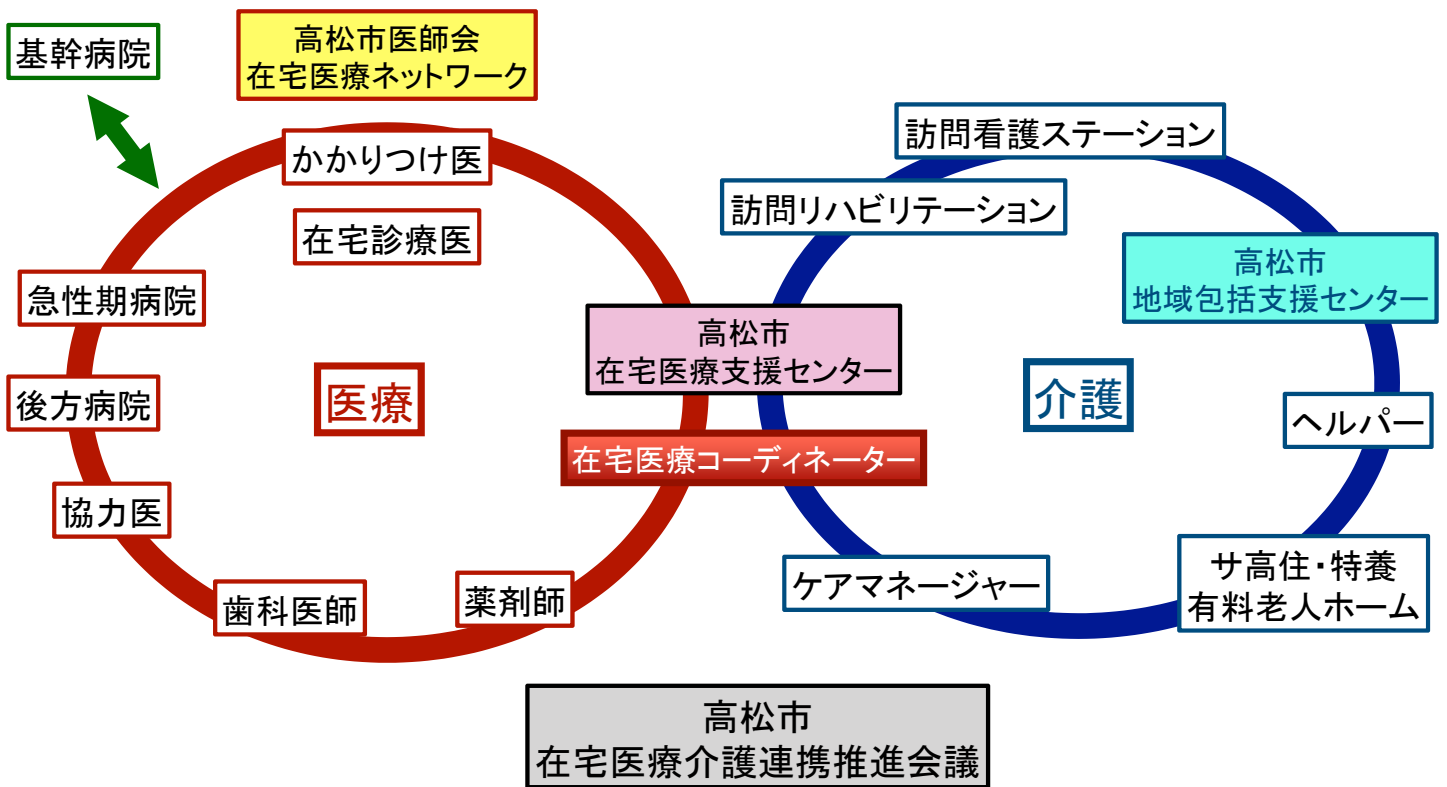 基幹病院
高松市医師会
在宅医療ネットワーク
かかりつけ医
在宅診療医
急性期病院
後方病院
協力医
歯科医師
薬剤師
医療
高松市
在宅医療支援センター
在宅医療コーディネーター
訪問看護ステーション
訪問リハビリテーション
高松市
地域包括支援センター
介護
ヘルパー
サ高住・特養
有料老人ホーム
ケアマネージャー
高松市
在宅医療介護連携推進会議